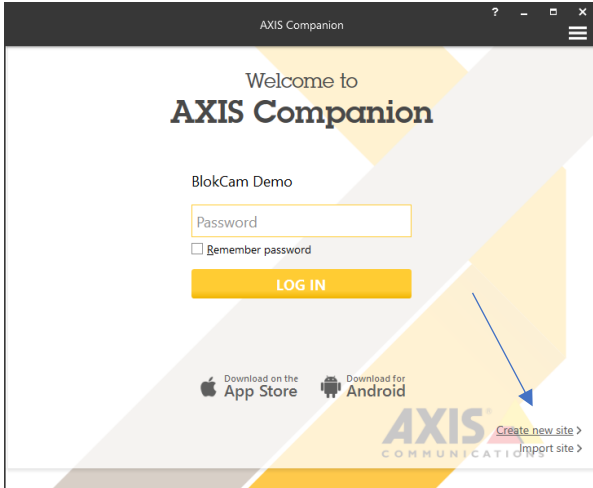 AXIS Companion
?
Welcome to
AXIS Companion
BlokCam Demo
Password
Remember password
LOG IN
Download on the
App Store
Download for
Android
AXIS
COMMUNICATIONS
Create new site >
Import site >